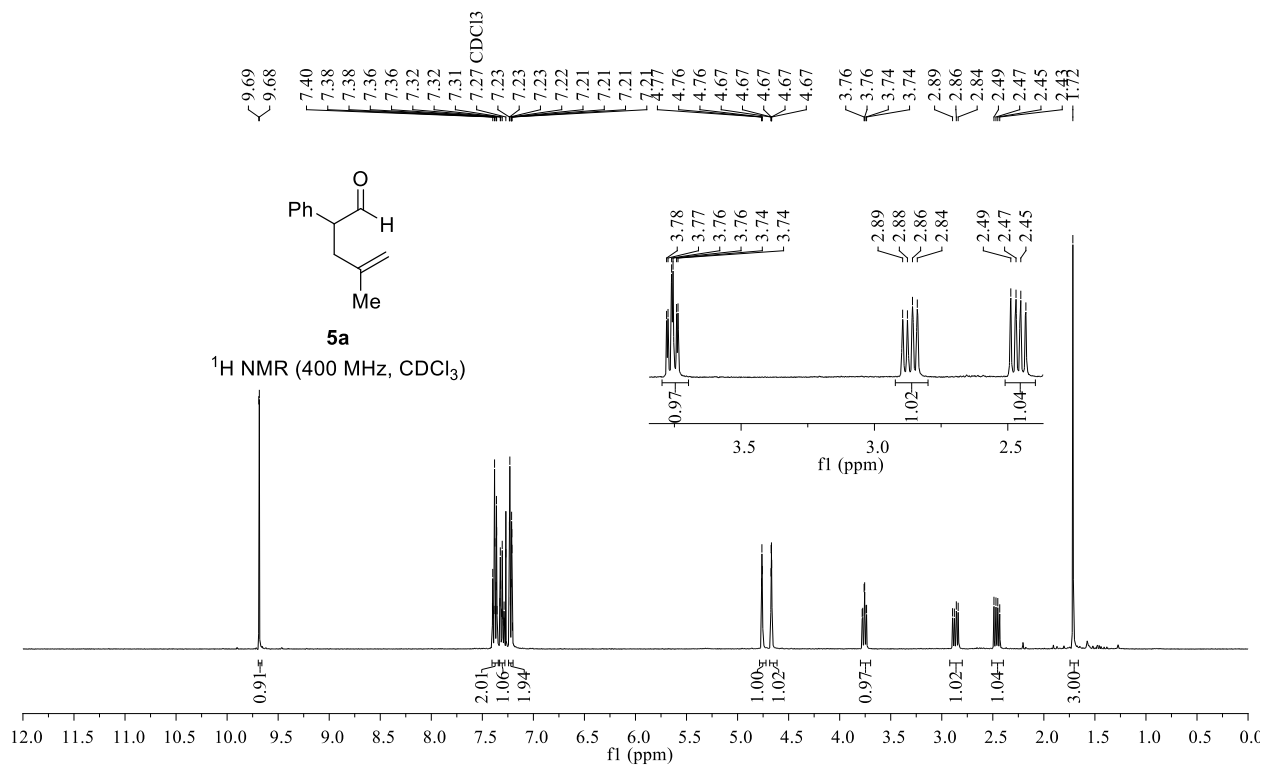 9.69 9.68 7.40 7.38 7.38 7.36 7.36 7.32 7.32 7.31 7.27 CDCl3 7.23 7.23 7.23 7.22 7.21 7.21 7.21 7.21 4.77 4.76 4.76 4.67 4.67 4.67 4.67 4.67 3.76 3.76 3.74 3.74 2.89 2.86 2.84 2.49 2.47 2.45 2.43 1.72
O
Ph
H
Me
5a
¹H NMR (400 MHz, CDCl₃)
3.78 3.77 3.76 3.76 3.74 3.74 2.89 2.88 2.86 2.84 2.49 2.47 2.45
0.97 1.02 1.04
3.5 3.0 2.5
f1 (ppm)
0.91 2.01 1.06 1.94 1.00 1.02 0.97 1.02 1.04 3.00
12.0 11.5 11.0 10.5 10.0 9.5 9.0 8.5 8.0 7.5 7.0 6.5 6.0 5.5 5.0 4.5 4.0 3.5 3.0 2.5 2.0 1.5 1.0 0.5 0.0
f1 (ppm)